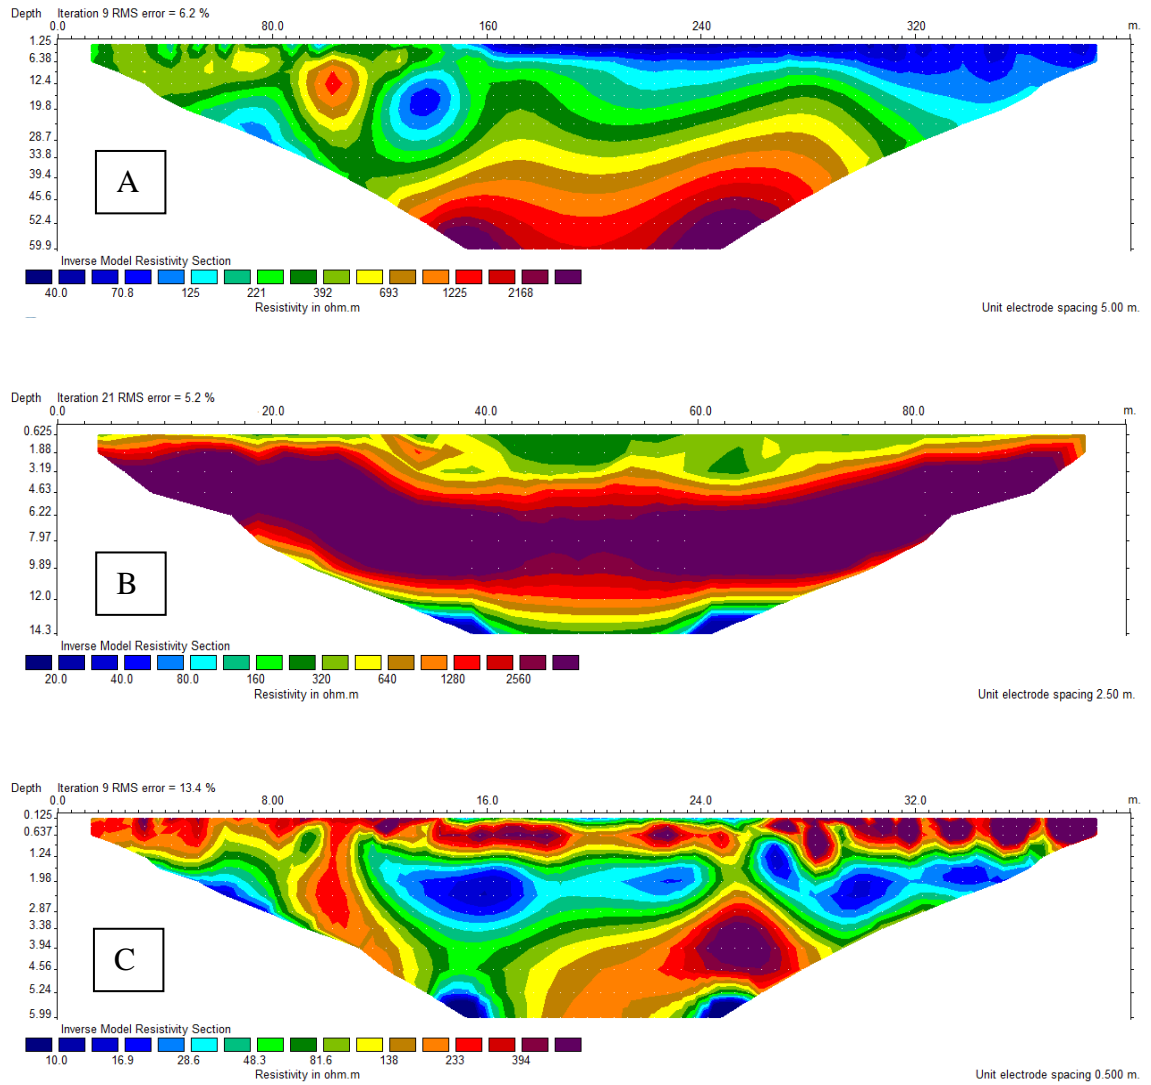 Depth Iteration 9 RMS error = 6.2 %
0.0 80.0 160 240 320 m.
1.25
6.38
12.4
19.8
28.7
33.8
39.4
45.6
52.4
59.9
A
Inverse Model Resistivity Section
40.0 70.8 125 221 392 693 1225 2168
Resistivity in ohm.m
Unit electrode spacing 5.00 m.
Depth Iteration 21 RMS error = 5.2 %
0.0 20.0 40.0 60.0 80.0 m.
0.625
1.88
3.19
4.63
6.22
7.97
9.89
12.0
14.3
B
Inverse Model Resistivity Section
20.0 40.0 80.0 160 320 640 1280 2560
Resistivity in ohm.m
Unit electrode spacing 2.50 m.
Depth Iteration 9 RMS error = 13.4 %
0.0 8.00 16.0 24.0 32.0 m.
0.125
0.637
1.24
1.98
2.87
3.38
3.94
4.56
5.24
5.99
C
Inverse Model Resistivity Section
10.0 16.9 28.6 48.3 81.6 138 233 394
Resistivity in ohm.m
Unit electrode spacing 0.500 m.